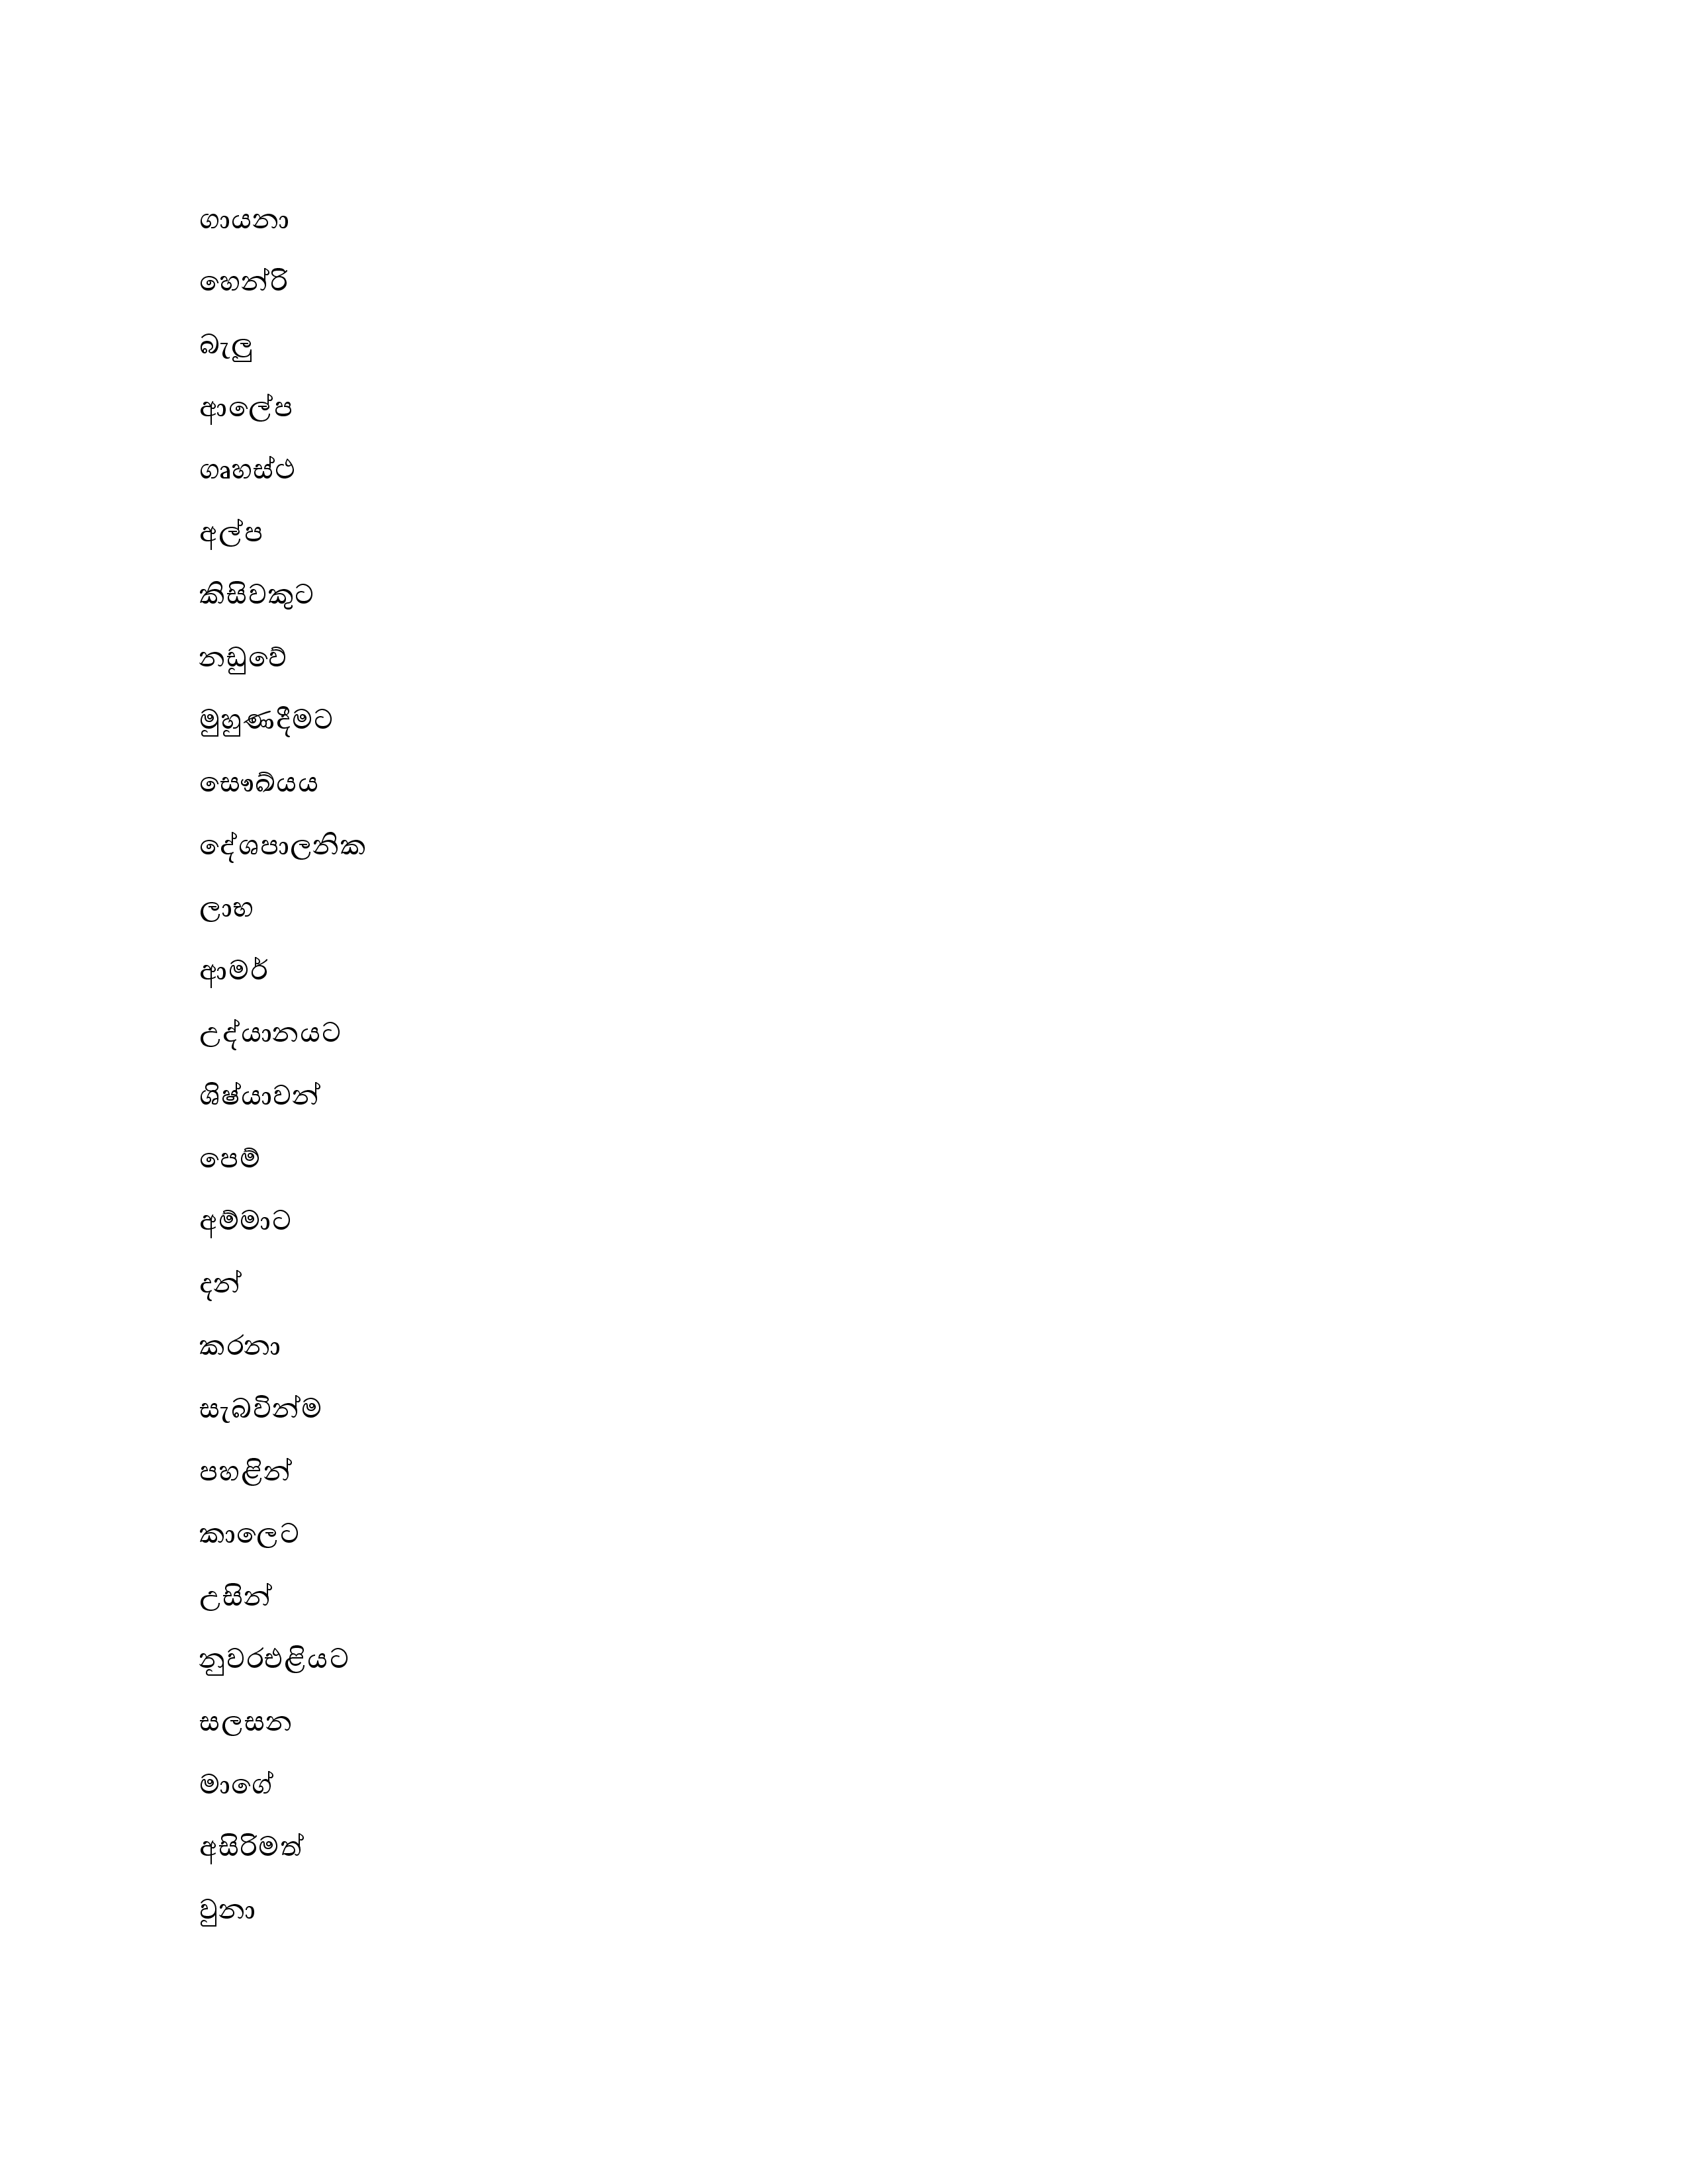 ගායනා
හෙන්රි
බැලු
ආලේප
ගෘහස්ථ
අල්ප
කිසිවකුට
නඩුවේ
මුහුණදීමට
සෞඛ්යය
දේශපාලනික
ලාභ
ආමර්
උද්යානයට
ශිෂ්යාවන්
පෙම්
අම්මාට
දන්
කරනා
සැබවින්ම
පහළින්
කාලෙට
උසින්
නුවරඑළියට
සලසන
මාගේ
අසිරිමත්
වුනා